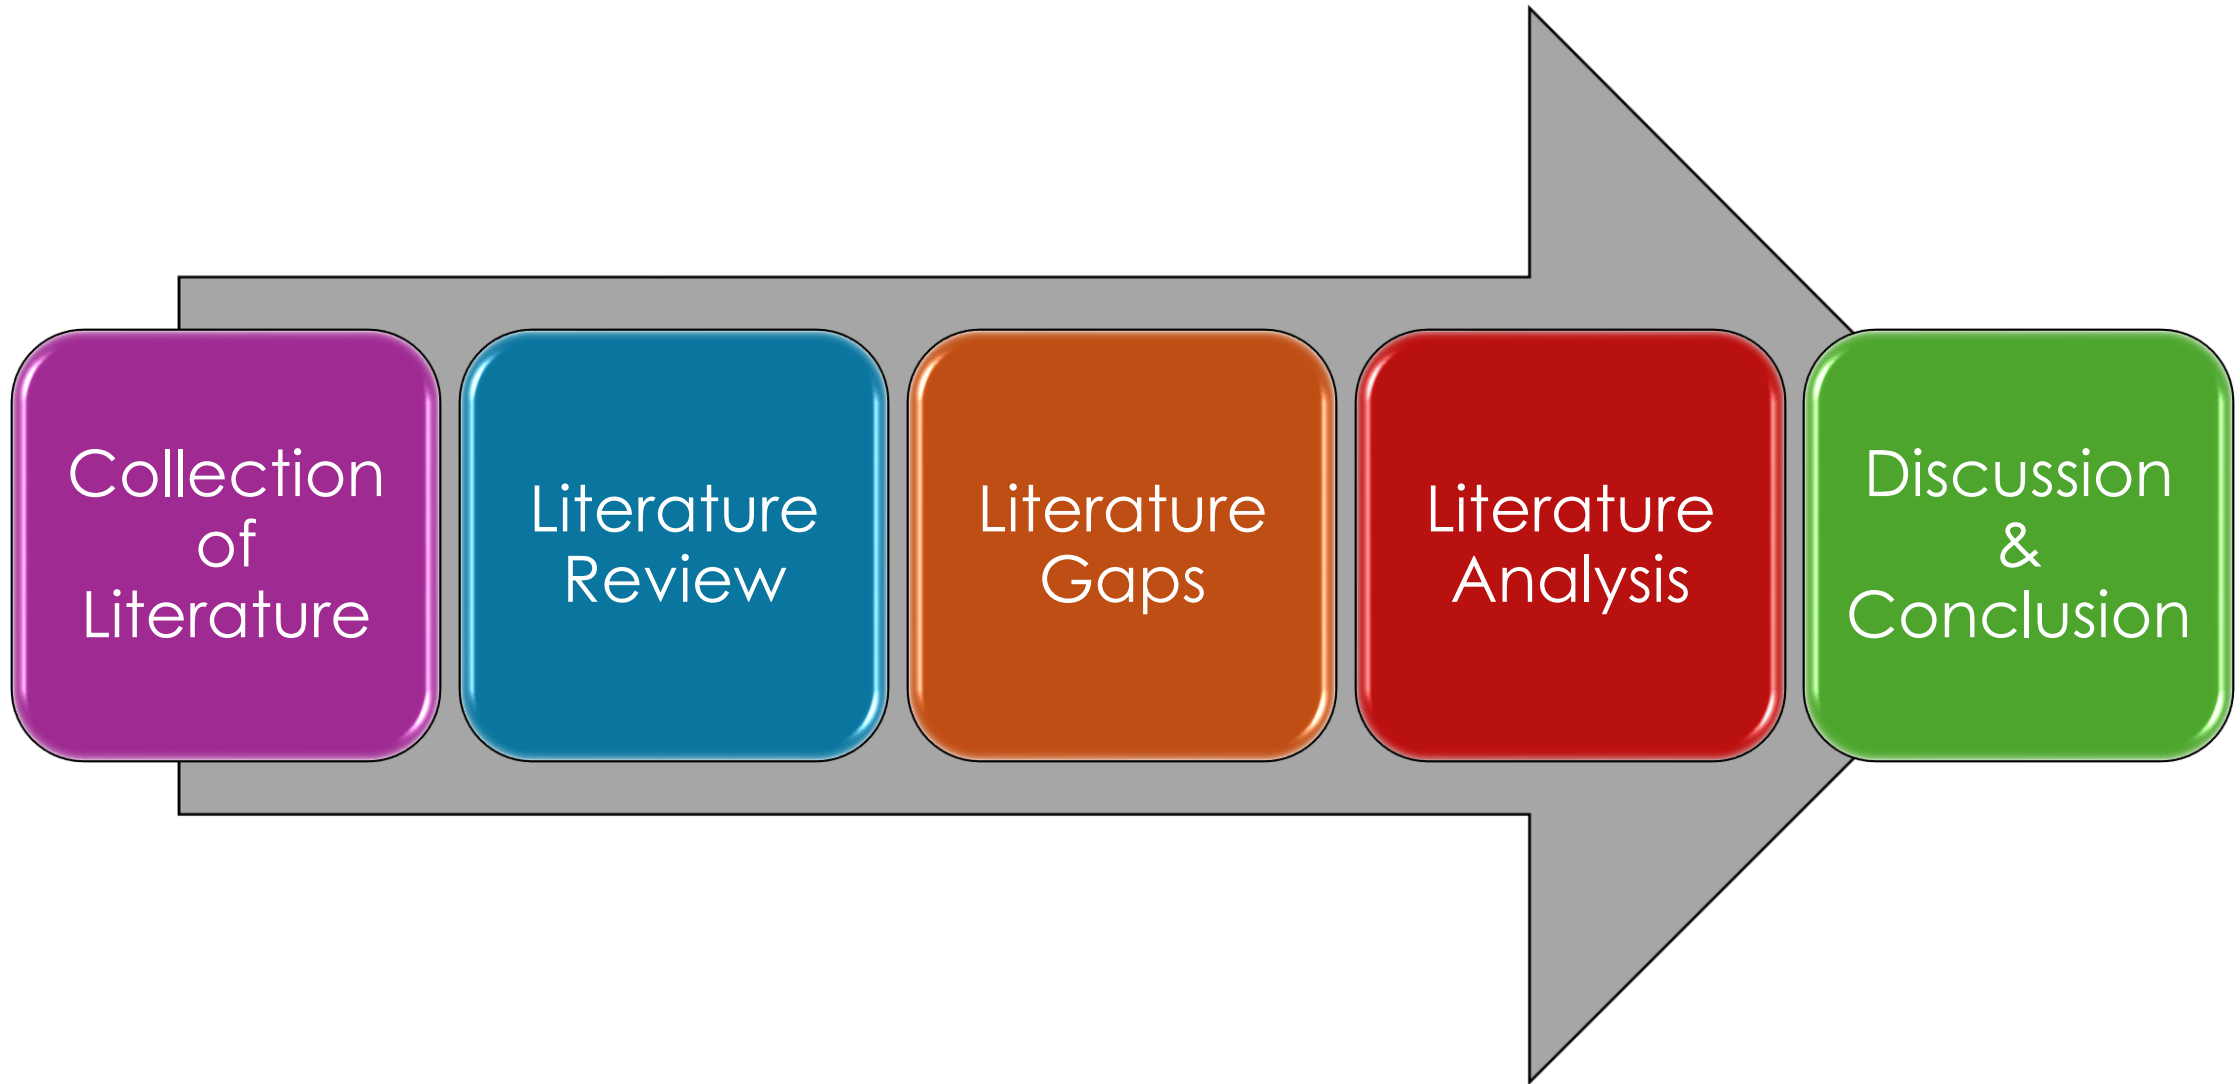 Collection
of
Literature
Literature
Review
Literature
Gaps
Literature
Analysis
Discussion
&
Conclusion